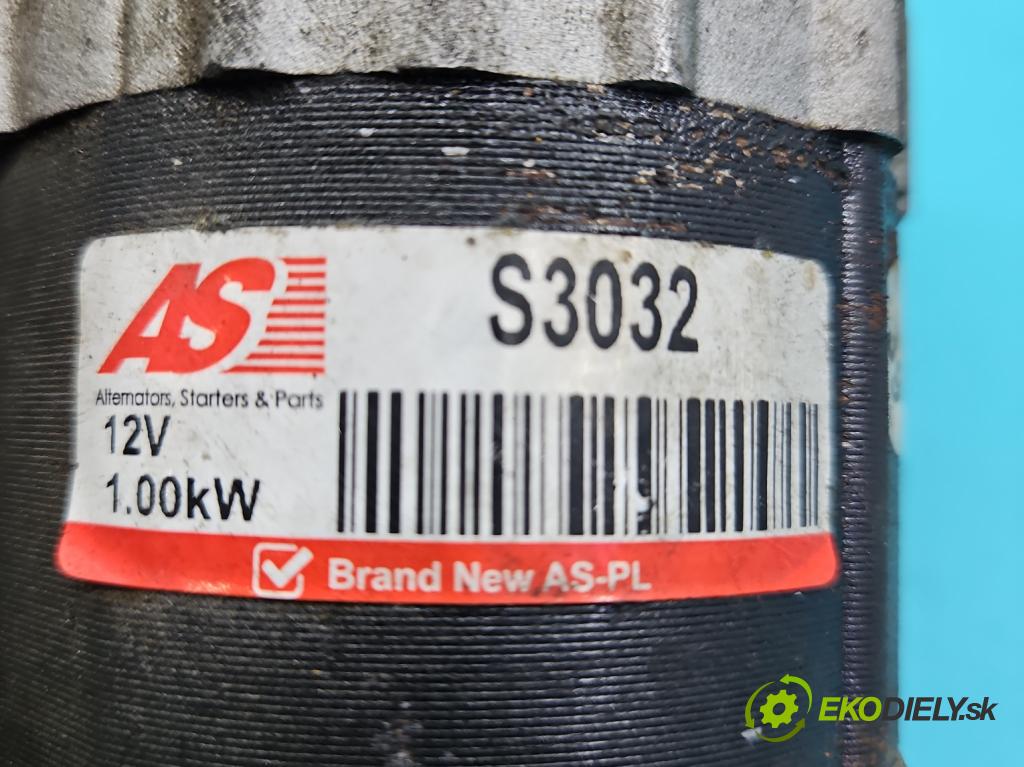 AS
S3032
Alternators, Starters & Parts
12V
1.00kW
Brand New AS-PL
EKODIELY.sk